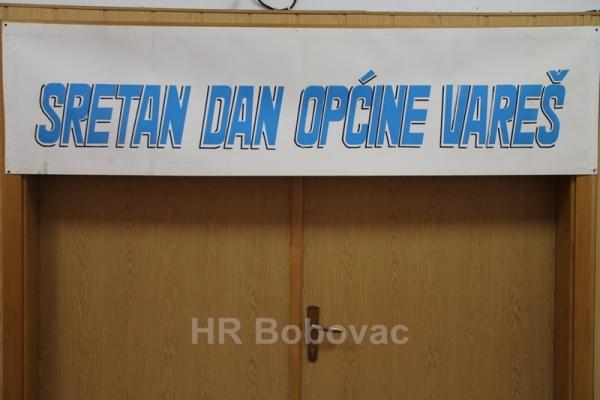 SRETAN DAN OPĆINE VAREŠ
HR Bobovac